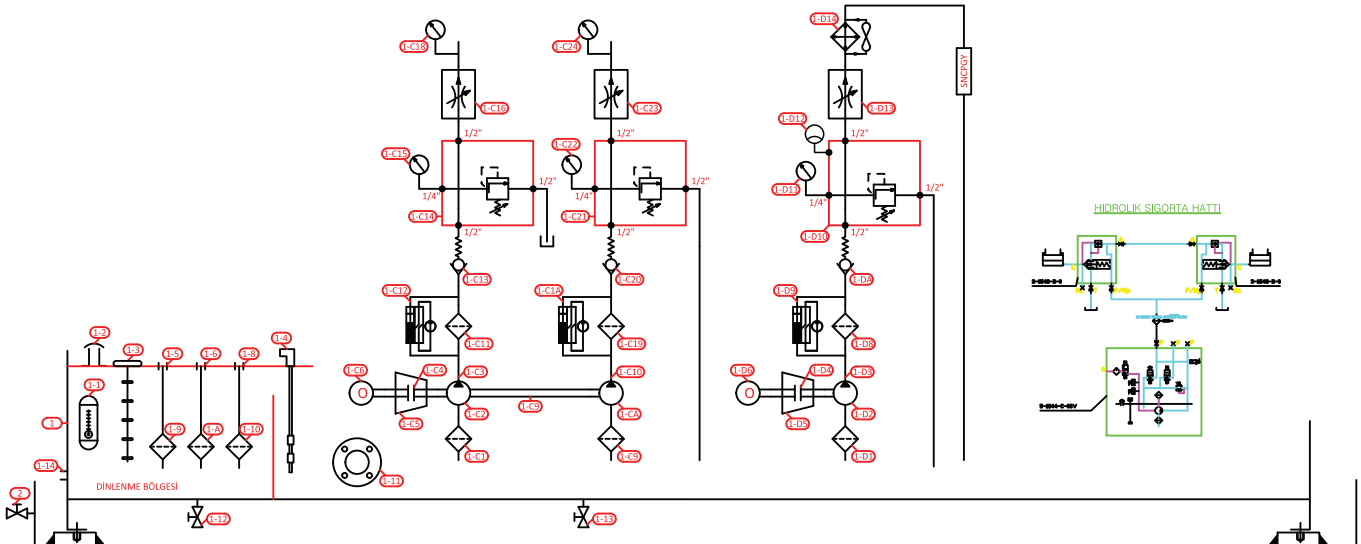 1-C18
1-C24
1-D14
SNCPGY
1-C16
1-C23
1-D13
1-D12
1/2"
1/2"
1/2"
1-C15
1-C22
1-D11
1/2"
1/2"
1/2"
1/4"
1/4"
1/4"
1-C14
1-C21
1-D10
1/2"
1/2"
1/2"
HIDROLIK SIGORTA HATTI
1-C13
1-C20
1-DA
1-C12
1-C1A
1-D9
P/Rp
T
1-C11
1-C19
1-D8
1-2
1-3
1-5
1-6
1-8
1-4
1-1
1-C6
1-C4
1-C3
1-C10
1-D6
1-D4
1-D3
O
O
1-C5
1-C2
1-C9
1-CA
1-D5
1-D2
1
1-9
1-A
1-10
1-C1
1-C9
1-D1
1-14
1-11
DİNLENME BÖLGESİ
2
1-12
1-13